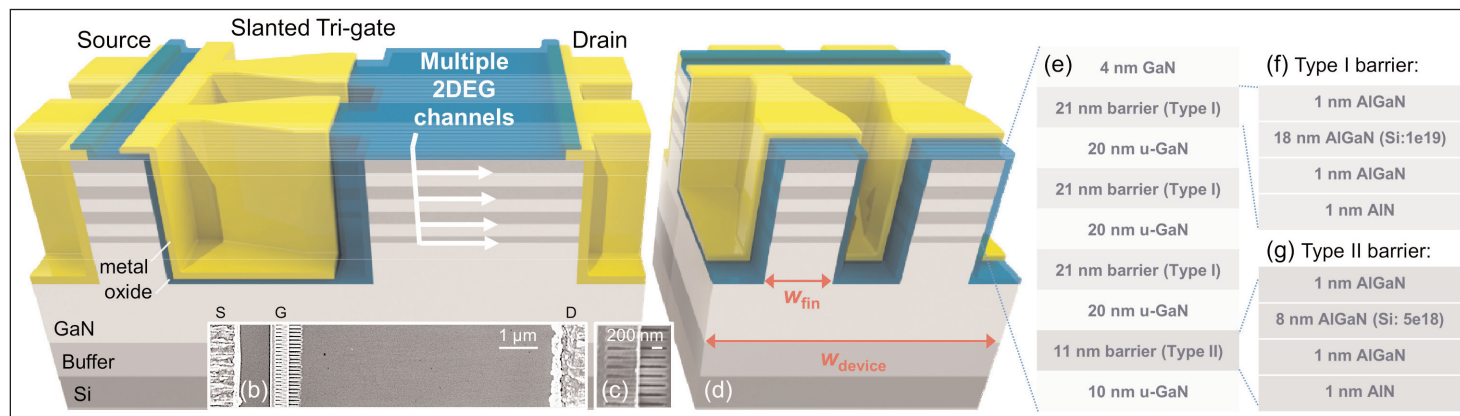 Slanted Tri-gate
Source
Drain
Multiple
2DEG
channels
metal
oxide
GaN
Buffer
Si
S
G
D
1 μm
(b)
200 nm
(c)
(d)
w_fin
w_device
(e)
4 nm GaN
21 nm barrier (Type I)
20 nm u-GaN
21 nm barrier (Type I)
20 nm u-GaN
21 nm barrier (Type I)
20 nm u-GaN
11 nm barrier (Type II)
10 nm u-GaN
(f) Type I barrier:
1 nm AlGaN
18 nm AlGaN (Si:1e19)
1 nm AlGaN
1 nm AlN
(g) Type II barrier:
1 nm AlGaN
8 nm AlGaN (Si: 5e18)
1 nm AlGaN
1 nm AlN